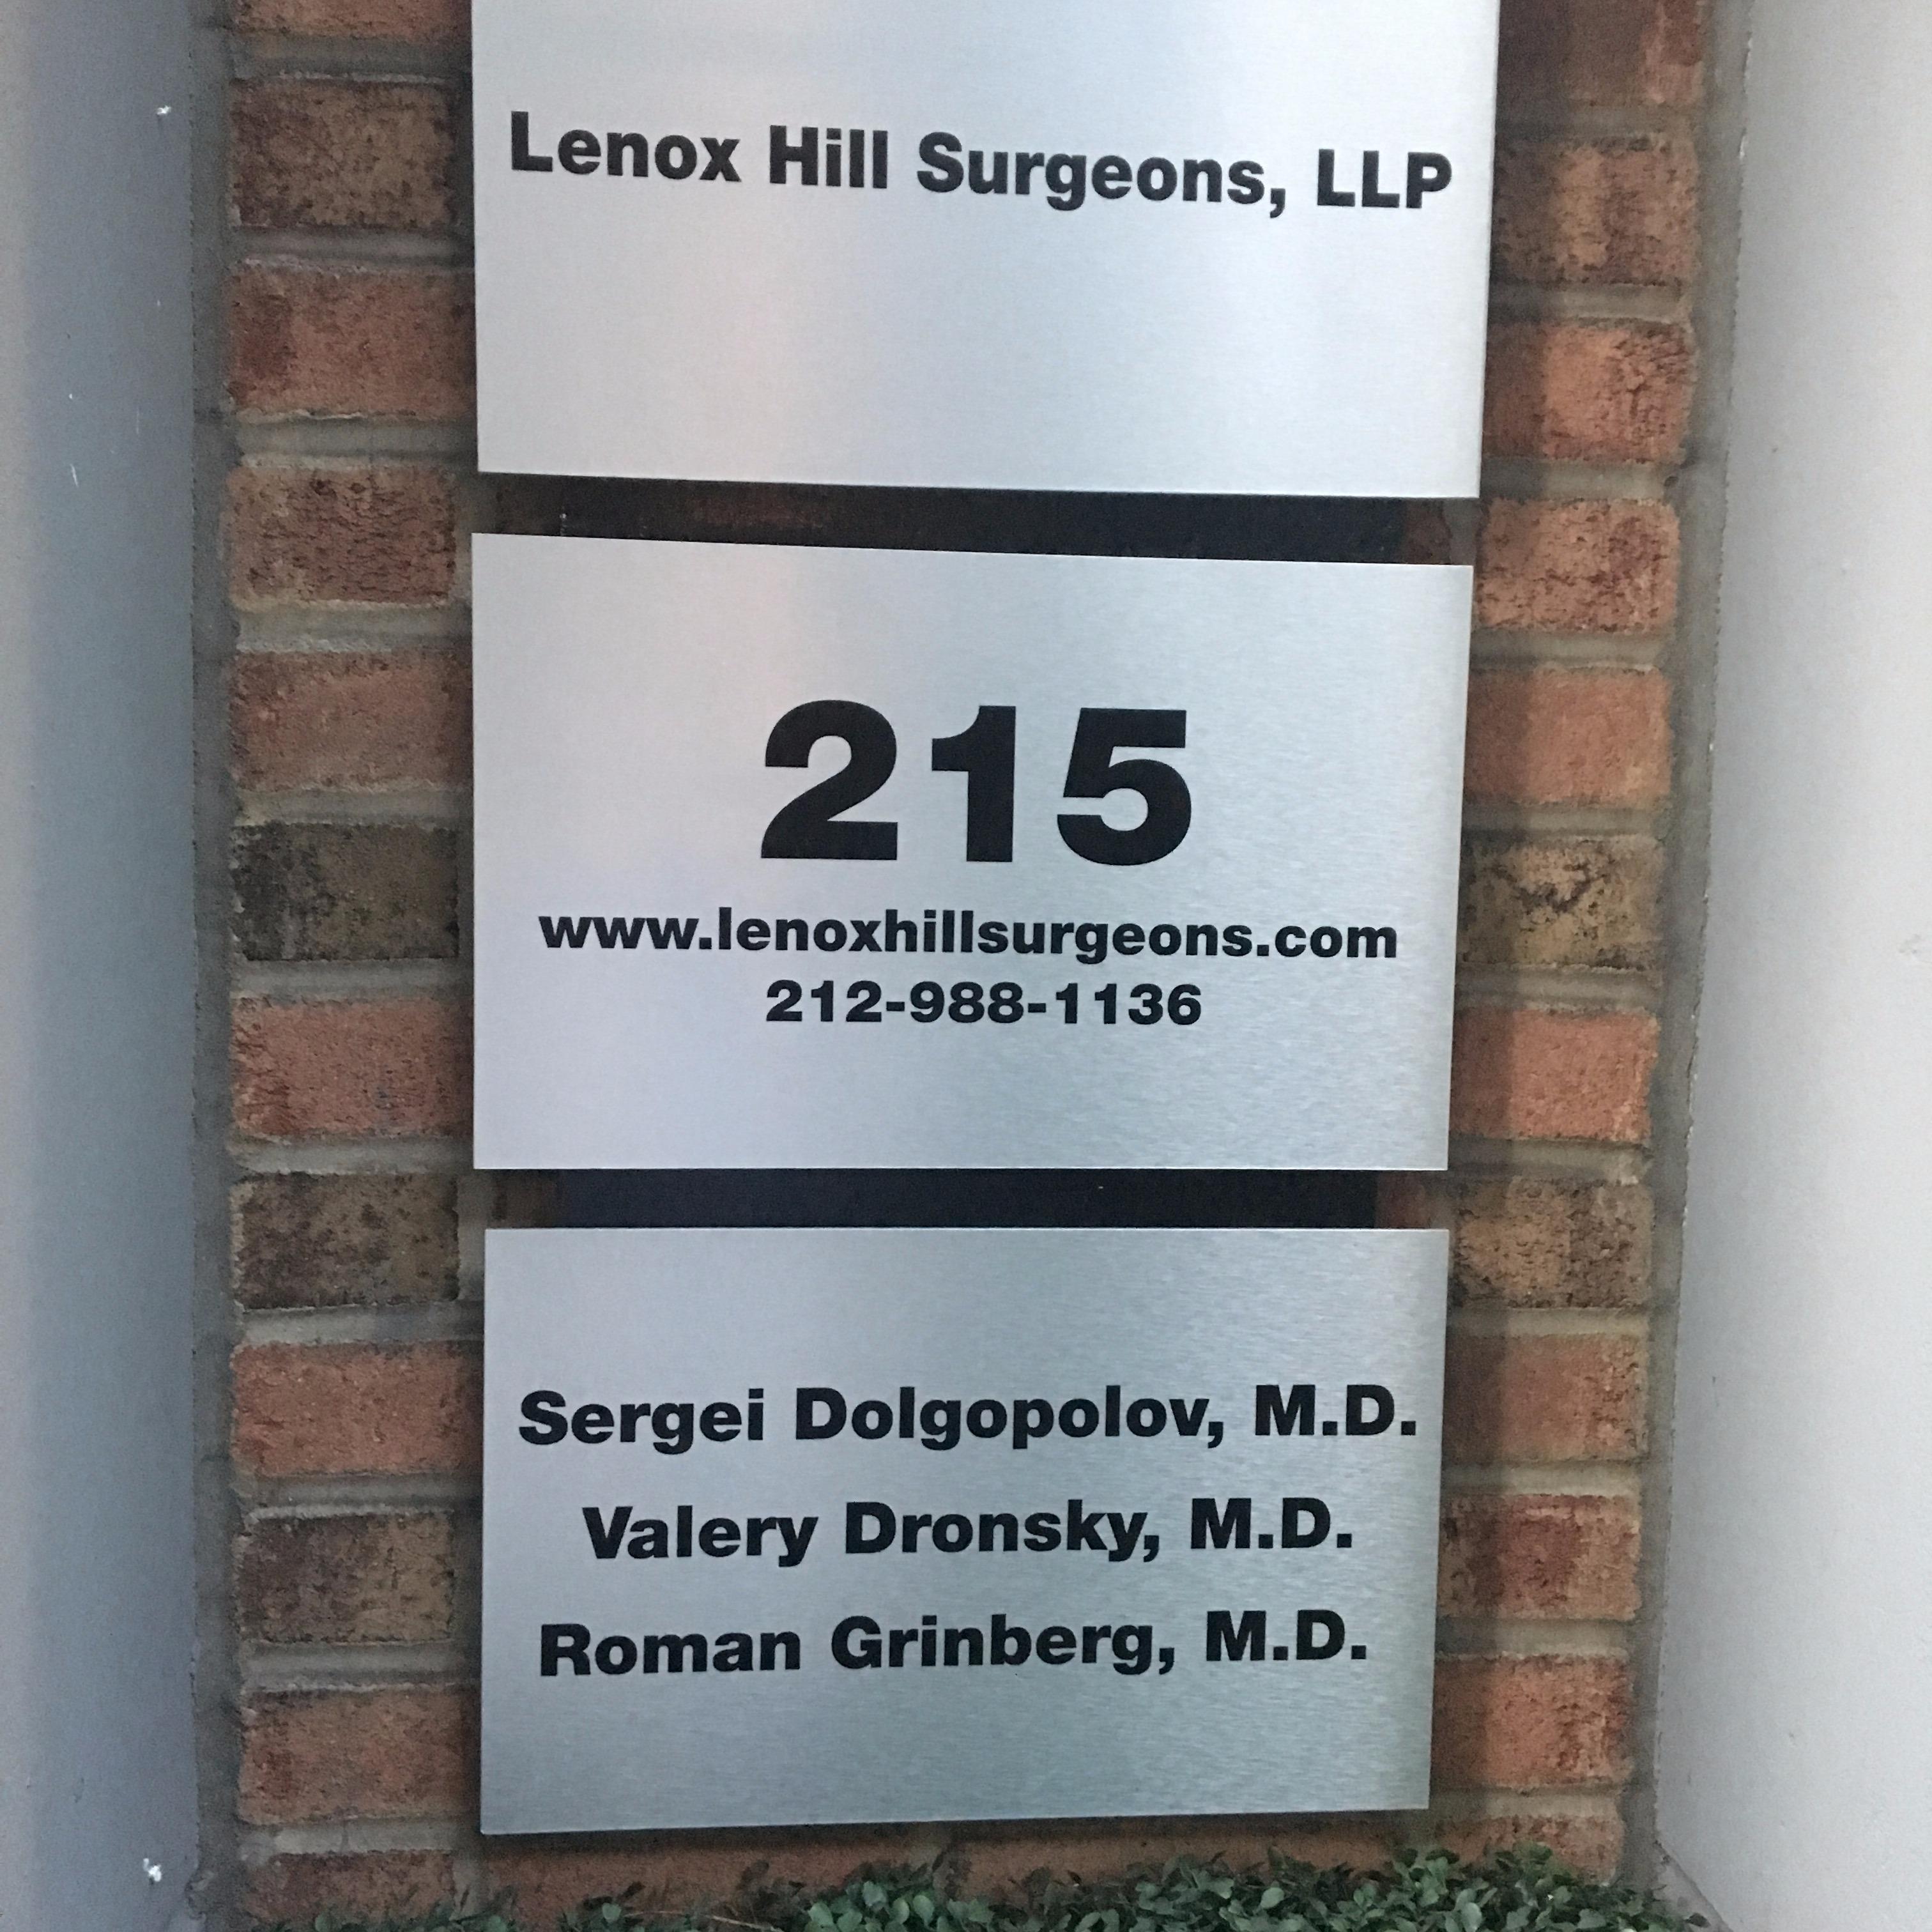 Lenox Hill Surgeons, LLP
215
www.lenoxhillsurgeons.com
212-988-1136
Sergei Dolgopolov, M.D.
Valery Dronsky, M.D.
Roman Grinberg, M.D.